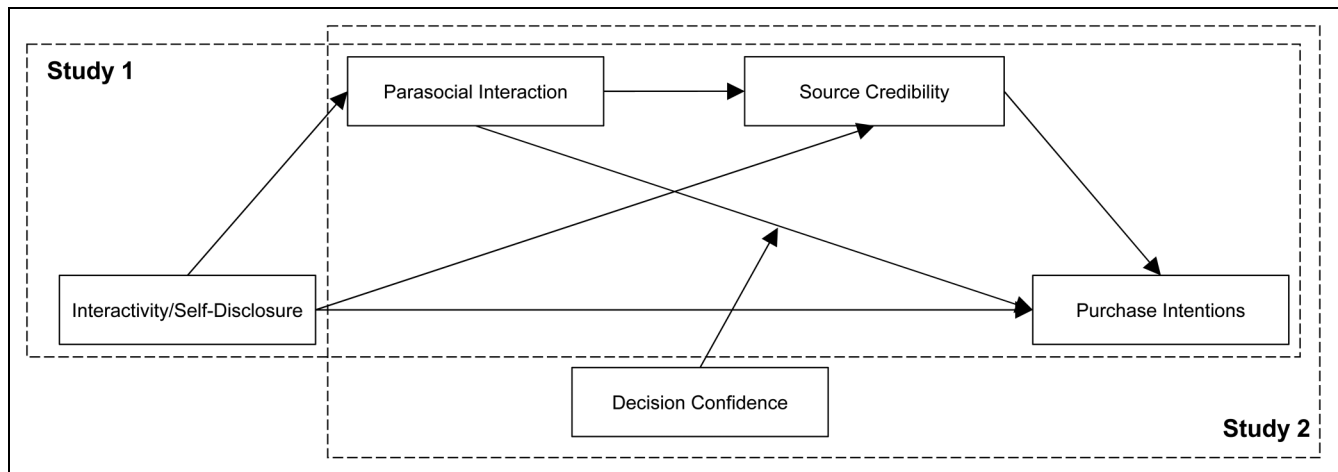 Study 1
Parasocial Interaction
Source Credibility
Interactivity/Self-Disclosure
Purchase Intentions
Decision Confidence
Study 2